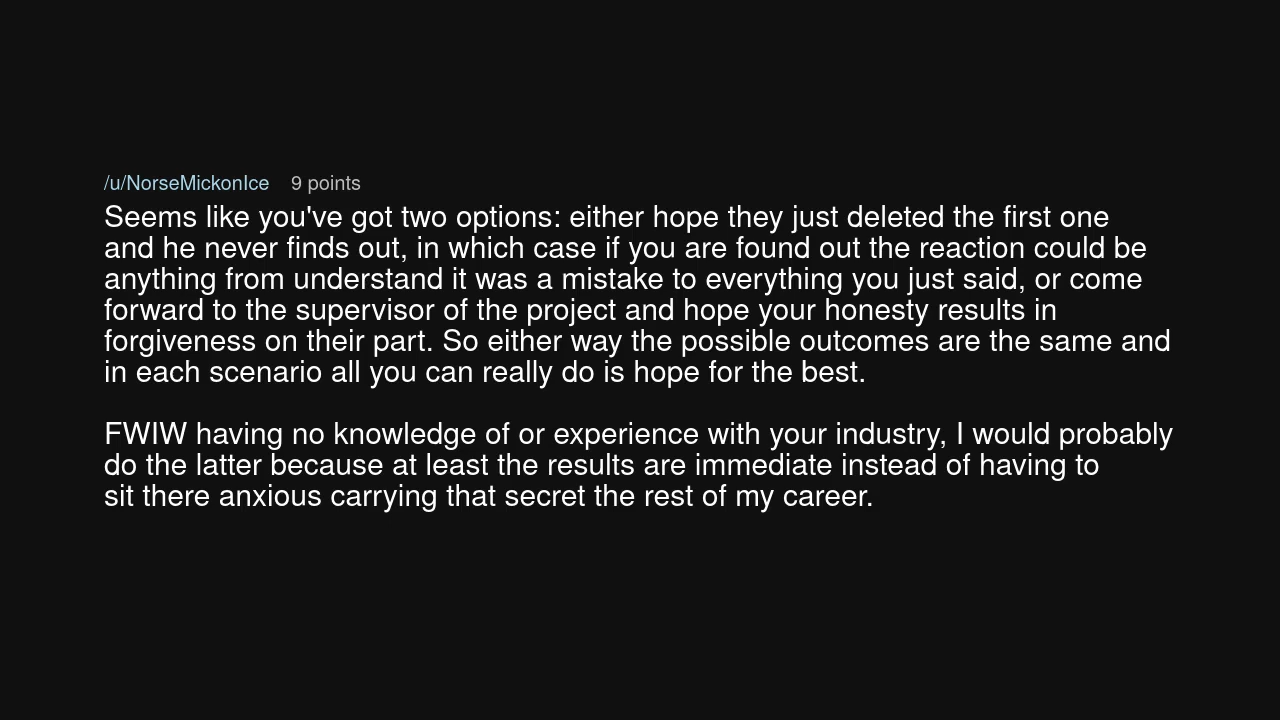 /u/NorseMickonIce 9 points
Seems like you've got two options: either hope they just deleted the first one
and he never finds out, in which case if you are found out the reaction could be
anything from understand it was a mistake to everything you just said, or come
forward to the supervisor of the project and hope your honesty results in
forgiveness on their part. So either way the possible outcomes are the same and
in each scenario all you can really do is hope for the best.
FWIW having no knowledge of or experience with your industry, I would probably
do the latter because at least the results are immediate instead of having to
sit there anxious carrying that secret the rest of my career.